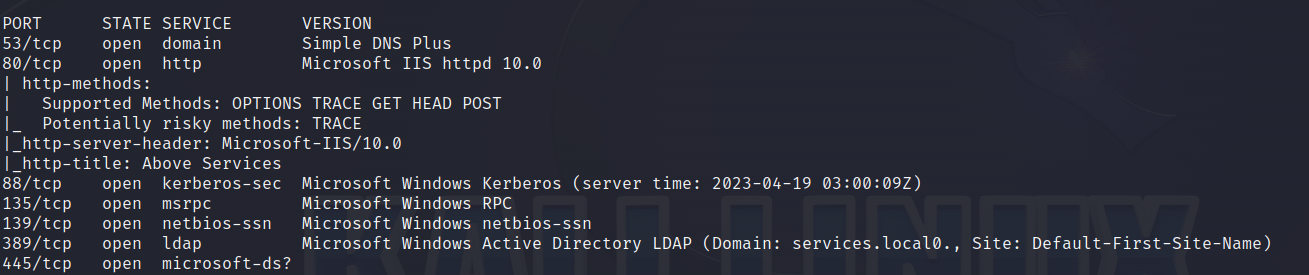 PORT STATE SERVICE VERSION
53/tcp open domain Simple DNS Plus
80/tcp open http Microsoft IIS httpd 10.0
| http-methods:
| Supported Methods: OPTIONS TRACE GET HEAD POST
|_ Potentially risky methods: TRACE
|_http-server-header: Microsoft-IIS/10.0
|_http-title: Above Services
88/tcp open kerberos-sec Microsoft Windows Kerberos (server time: 2023-04-19 03:00:09Z)
135/tcp open msrpc Microsoft Windows RPC
139/tcp open netbios-ssn Microsoft Windows netbios-ssn
389/tcp open ldap Microsoft Windows Active Directory LDAP (Domain: services.local0., Site: Default-First-Site-Name)
445/tcp open microsoft-ds?